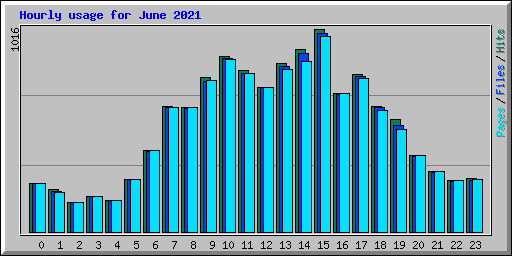 Hourly usage for June 2021
1016
Pages/Files/Hits
0 1 2 3 4 5 6 7 8 9 10 11 12 13 14 15 16 17 18 19 20 21 22 23